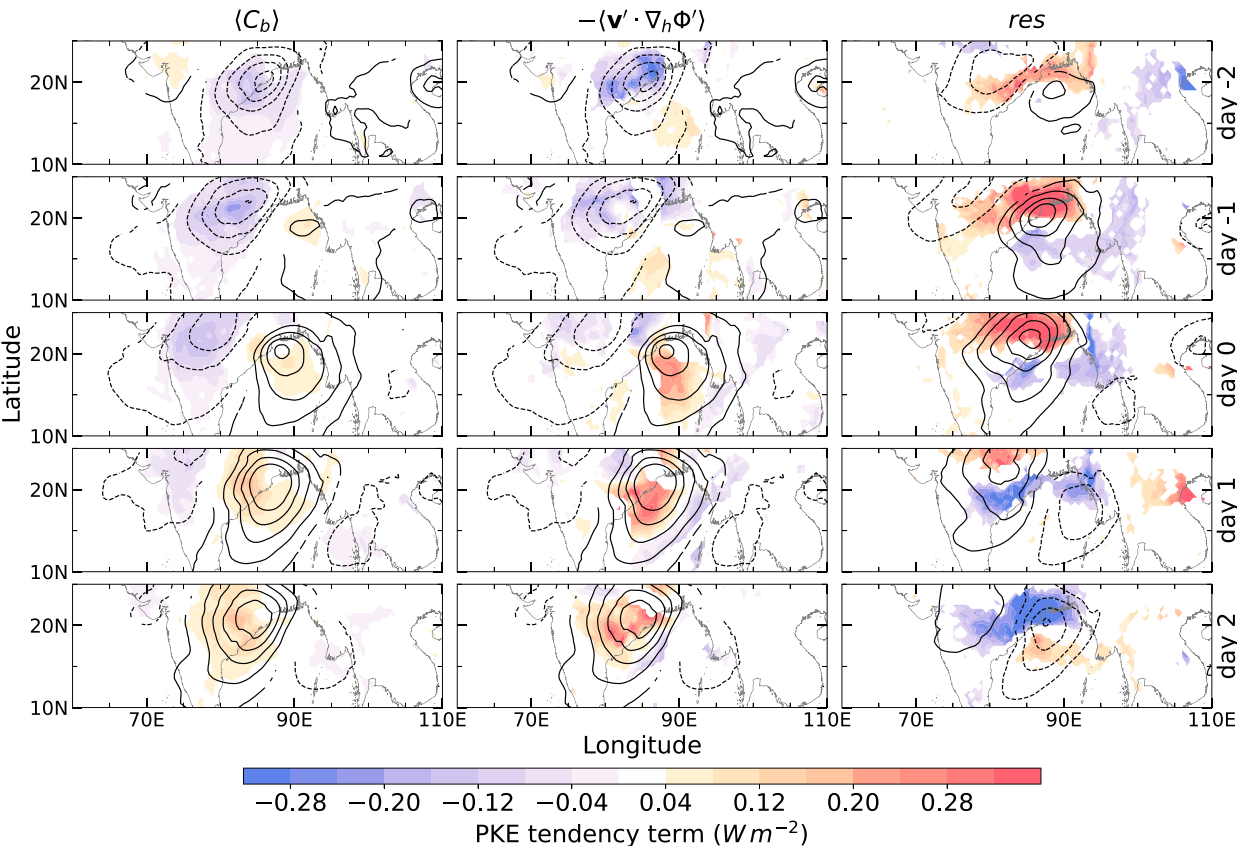 ⟨C_b⟩ −⟨v′ · ∇_hΦ′⟩ res
20N
10N
day -2
20N
10N
day -1
20N
10N
day 0
20N
10N
day 1
20N
10N
day 2
Latitude
70E 90E 110E 70E 90E 110E 70E 90E 110E
Longitude
−0.28 −0.20 −0.12 −0.04 0.04 0.12 0.20 0.28
PKE tendency term (W m⁻²)